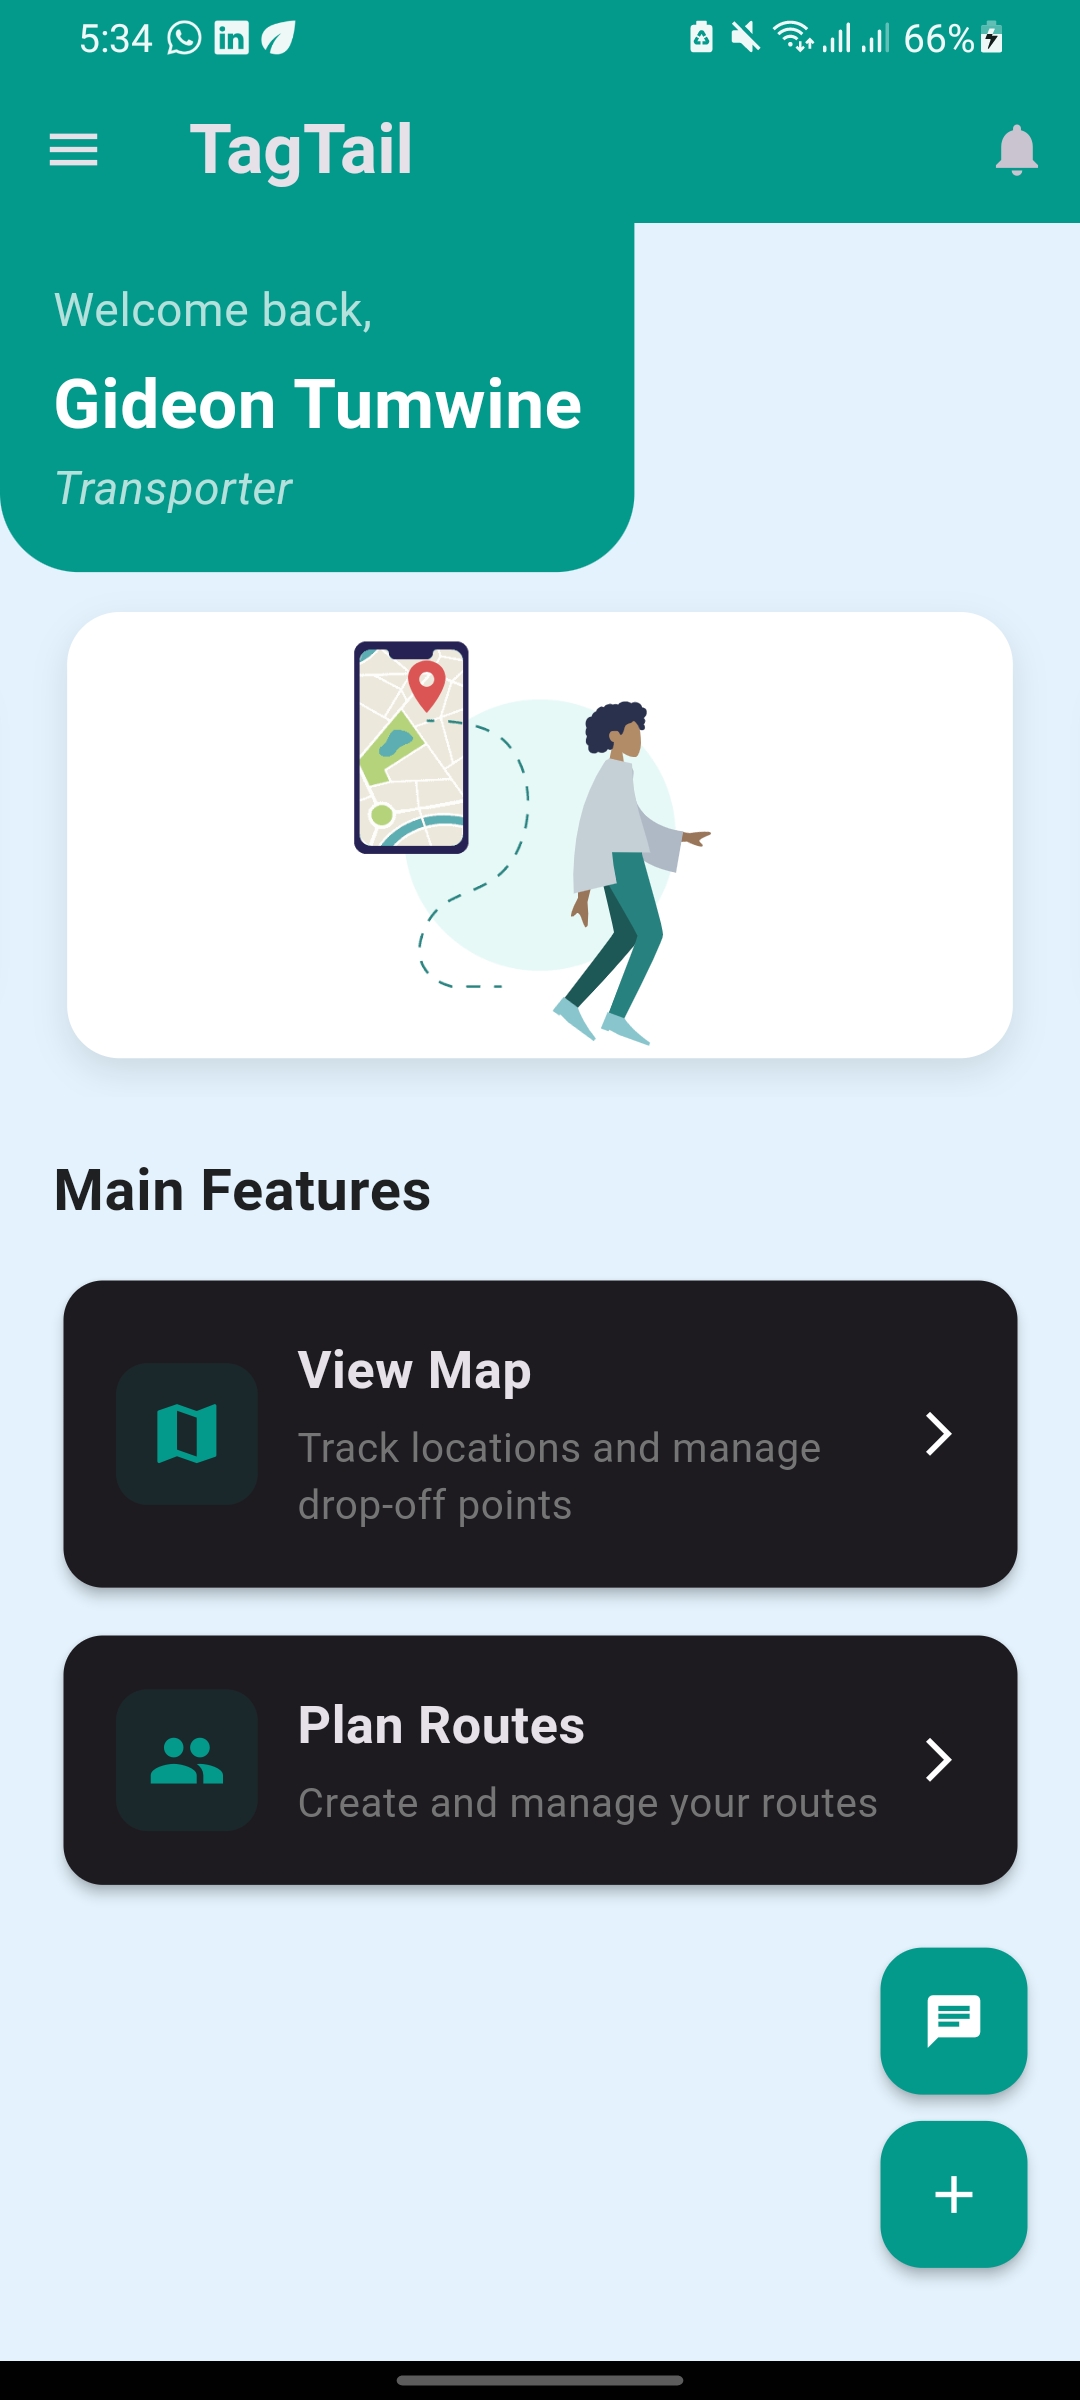 5:34
66%
TagTail
Welcome back,
Gideon Tumwine
Transporter
Main Features
View Map
Track locations and manage
drop-off points
Plan Routes
Create and manage your routes